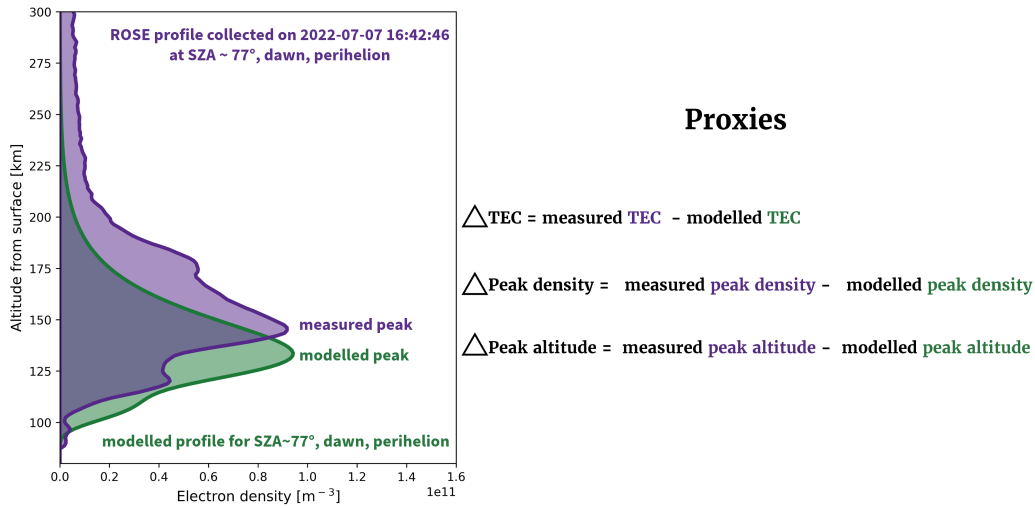 ROSE profile collected on 2022-07-07 16:42:46
at SZA ~ 77°, dawn, perihelion
300
275
250
225
200
175
150
125
100
Altitude from surface [km]
measured peak
modelled peak
modelled profile for SZA~77°, dawn, perihelion
0.0 0.2 0.4 0.6 0.8 1.0 1.2 1.4 1.6
1e11
Electron density [m⁻³]
Proxies
△TEC = measured TEC - modelled TEC
△Peak density = measured peak density - modelled peak density
△Peak altitude = measured peak altitude - modelled peak altitude